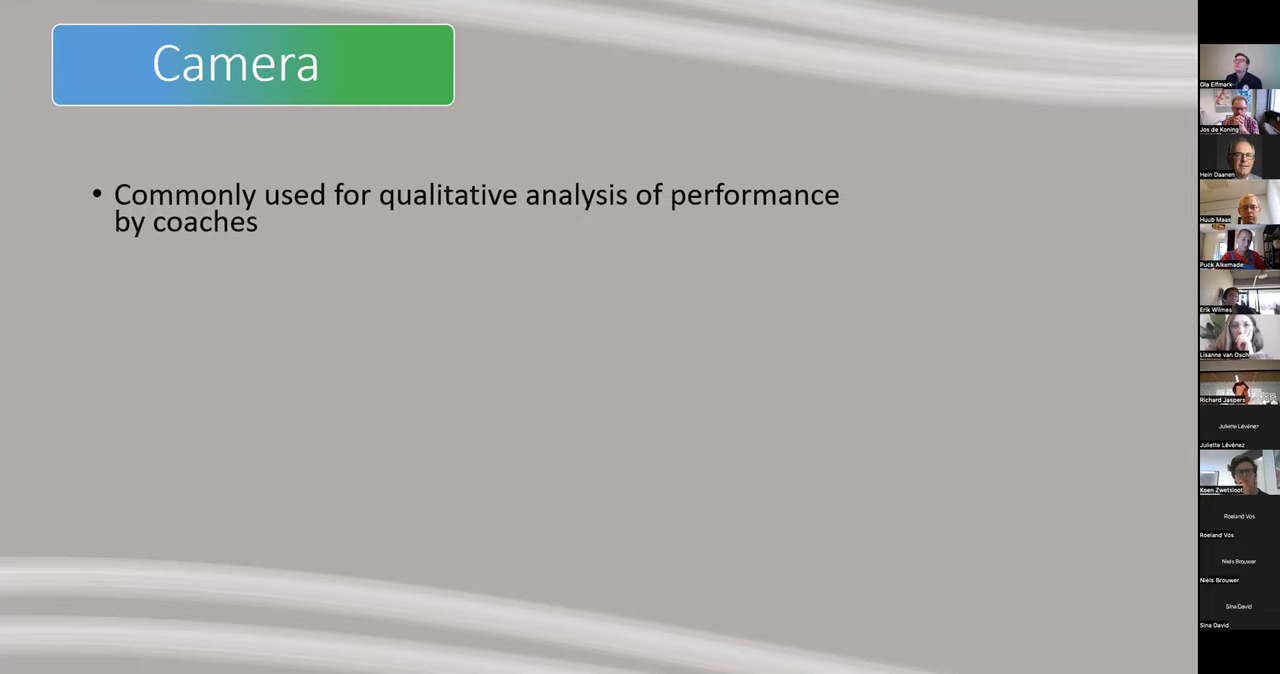 Camera
• Commonly used for qualitative analysis of performance
by coaches
Ola Elfmark
Jos de Koning
Hein Daanen
Huub Maas
Puck Alkemade
Erik Wilmes
Lisanne van Osch
Richard Jaspers
Juliette Lévénez
Juliette Lévénez
Koen Zwetsloot
Roeland Vos
Roeland Vos
Niels Brouwer
Niels Brouwer
Sina David
Sina David